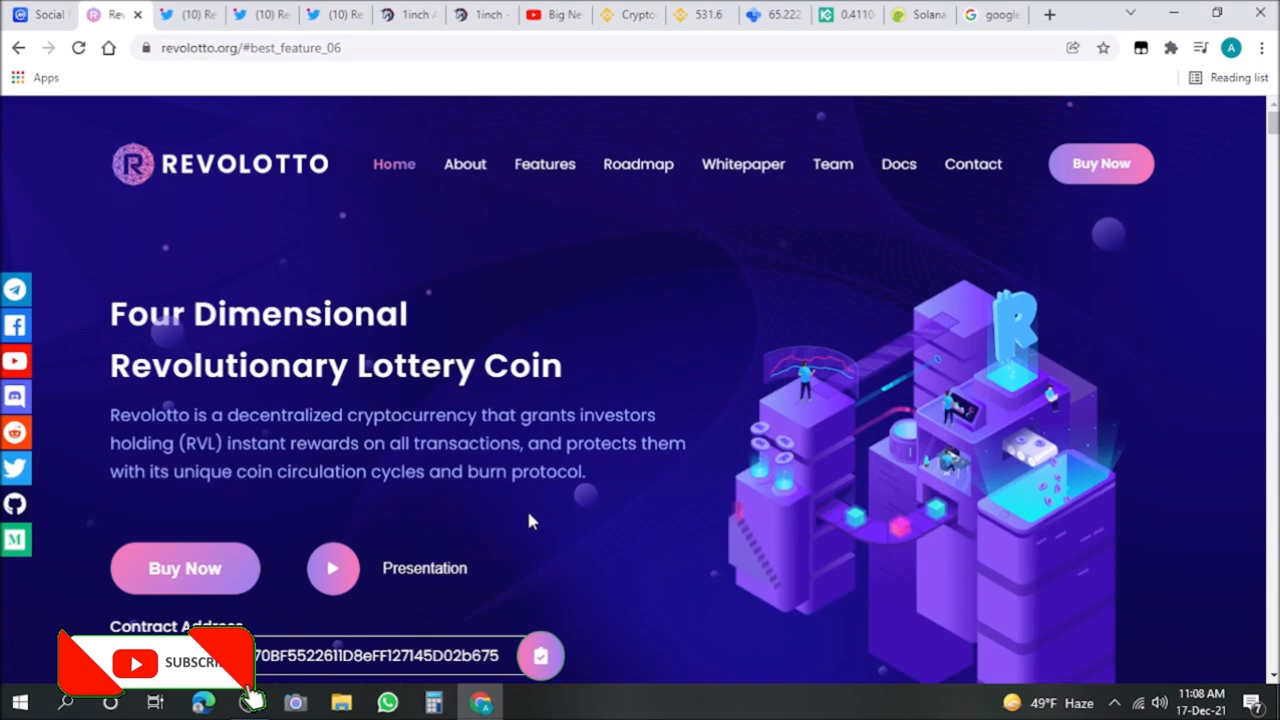 Social
Rev
(10) Re
(10) Re
(10) Re
1inch
1inch -
Big Ne
Crypto
531.
65.222
0.4110
Solana
google
revolotto.org/#best_feature_06
A
Apps
Reading list
REVOLOTTO
Home About Features Roadmap Whitepaper Team Docs Contact Buy Now
Four Dimensional
Revolutionary Lottery Coin
Revolotto is a decentralized cryptocurrency that grants investors
holding (RVL) instant rewards on all transactions, and protects them
with its unique coin circulation cycles and burn protocol.
Buy Now
Presentation
Contract Address
70BF5522611D8eFF127145D02b675
SUBSCRI
49°F Haze
11:08 AM
17-Dec-21
7